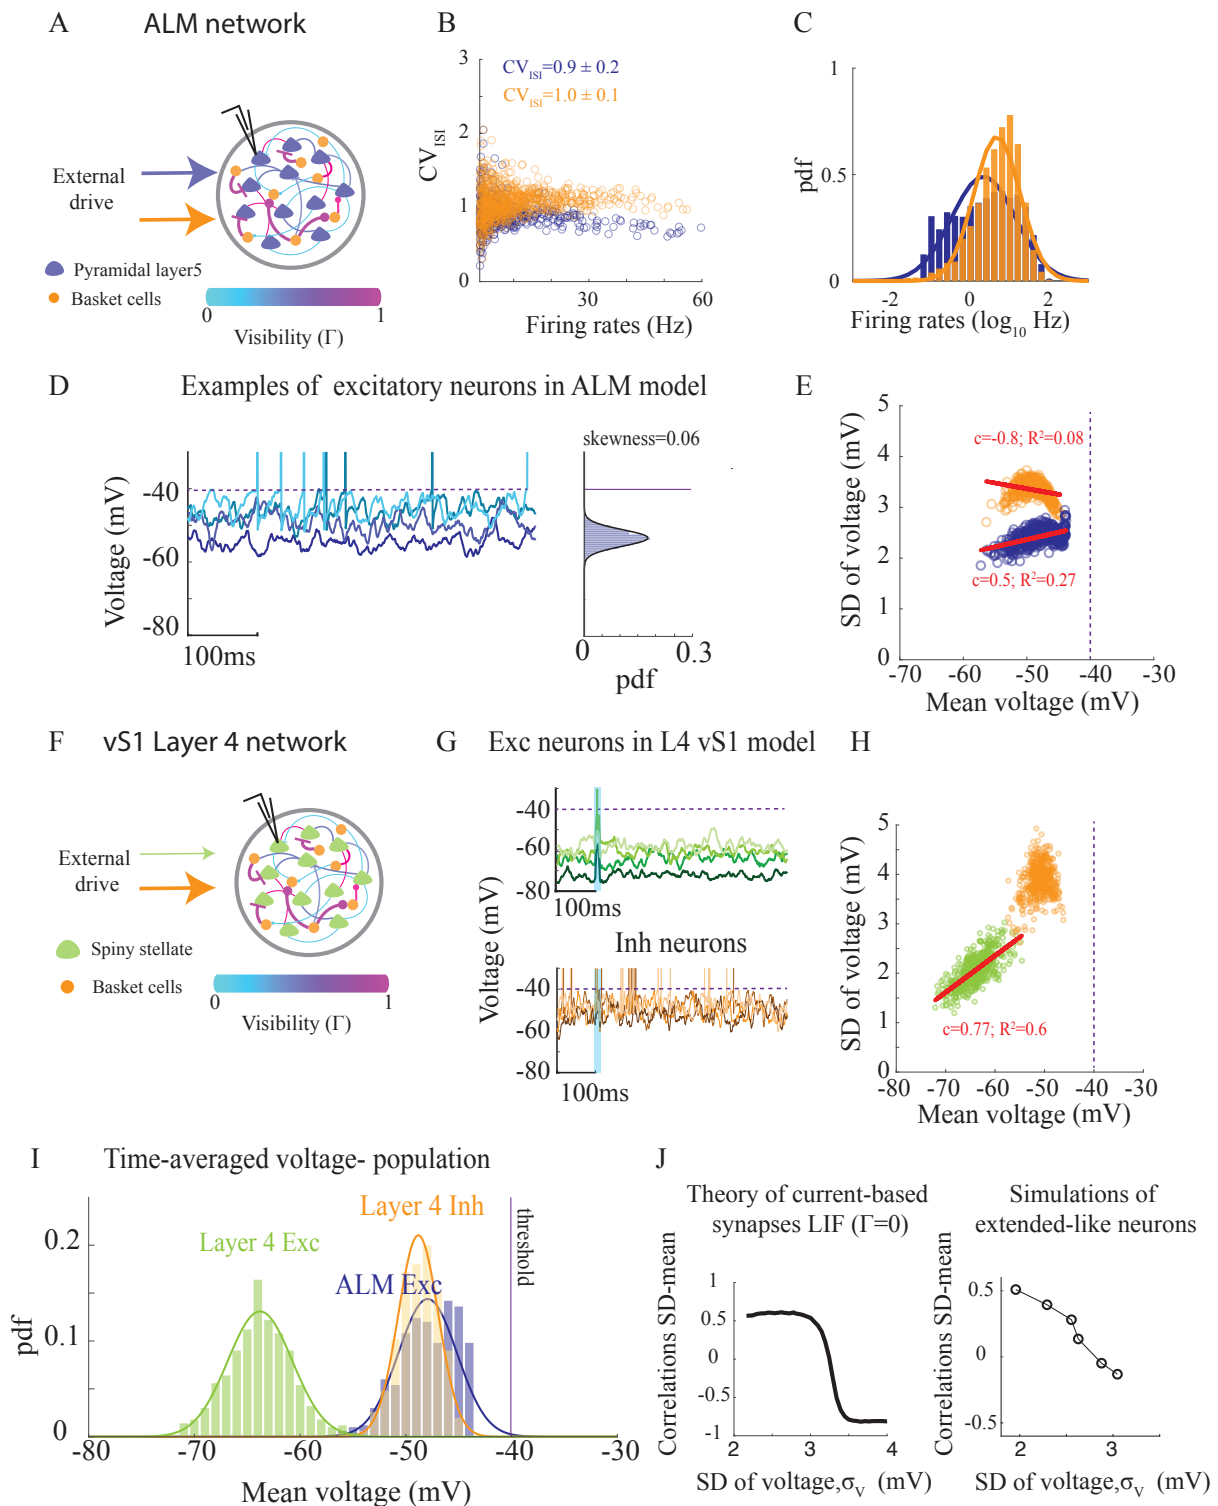 A
ALM network
External
drive
Pyramidal layer5
Basket cells
0
1
Visibility (Γ)
B
CV_ISI=0.9 ± 0.2
CV_ISI=1.0 ± 0.1
CV_ISI
3
2
1
0
30
60
Firing rates (Hz)
C
1
0.5
0
pdf
-2
0
2
Firing rates (log_10 Hz)
D
Examples of excitatory neurons in ALM model
Voltage (mV)
-40
-60
-80
100ms
skewness=0.06
0
0.3
pdf
E
SD of voltage (mV)
5
4
3
2
1
0
c=-0.8; R²=0.08
c=0.5; R²=0.27
-70
-60
-50
-40
-30
Mean voltage (mV)
F
vS1 Layer 4 network
External
drive
Spiny stellate
Basket cells
0
1
Visibility (Γ)
G
Exc neurons in L4 vS1 model
-40
-60
-80
100ms
Inh neurons
Voltage (mV)
-40
-60
-80
100ms
H
SD of voltage (mV)
5
4
3
2
1
0
c=0.77; R²=0.6
-80
-70
-60
-50
-40
-30
Mean voltage (mV)
I
Time-averaged voltage- population
Layer 4 Inh
Layer 4 Exc
ALM Exc
threshold
pdf
0.2
0.1
0
-80
-70
-60
-50
-40
-30
Mean voltage (mV)
J
Theory of current-based
synapses LIF (Γ=0)
Correlations SD-mean
1
0.5
0
-0.5
-1
2
3
4
SD of voltage,σ_V (mV)
Simulations of
extended-like neurons
Correlations SD-mean
0.5
0
-0.5
2
3
SD of voltage,σ_V (mV)